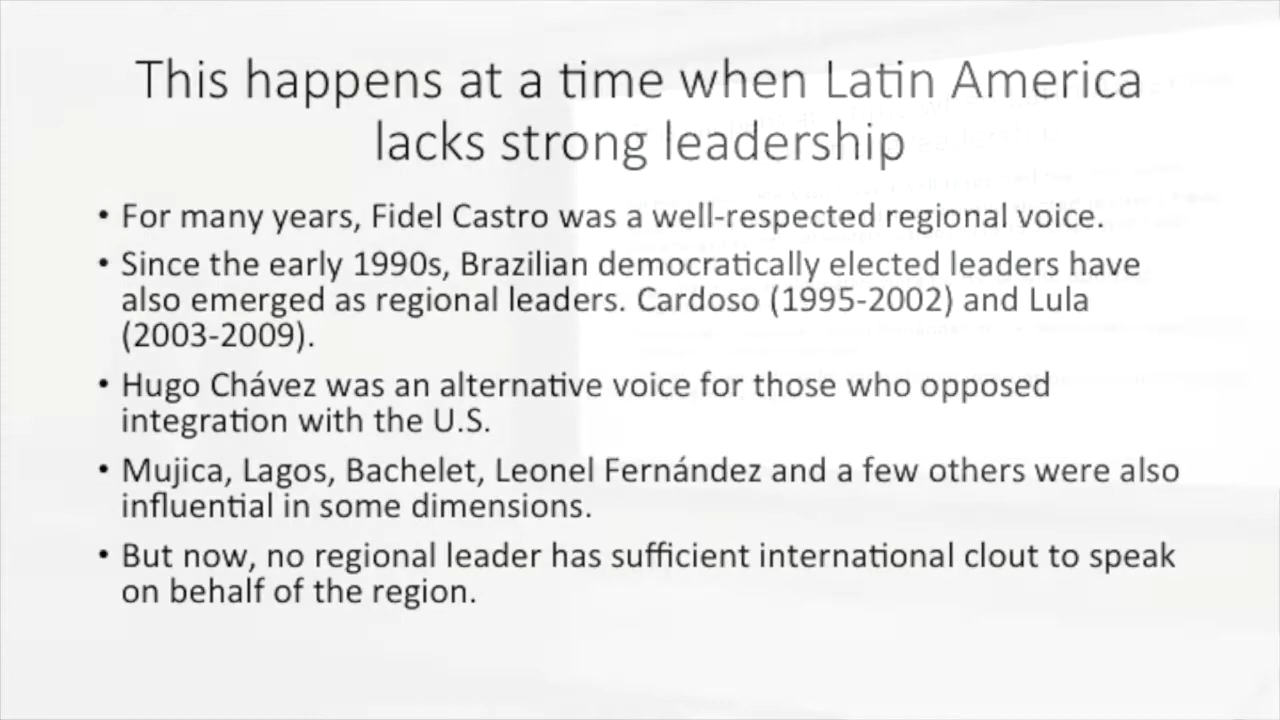 This happens at a time when Latin America
lacks strong leadership
• For many years, Fidel Castro was a well-respected regional voice.
• Since the early 1990s, Brazilian democratically elected leaders have
also emerged as regional leaders. Cardoso (1995-2002) and Lula
(2003-2009).
• Hugo Chávez was an alternative voice for those who opposed
integration with the U.S.
• Mujica, Lagos, Bachelet, Leonel Fernández and a few others were also
influential in some dimensions.
• But now, no regional leader has sufficient international clout to speak
on behalf of the region.